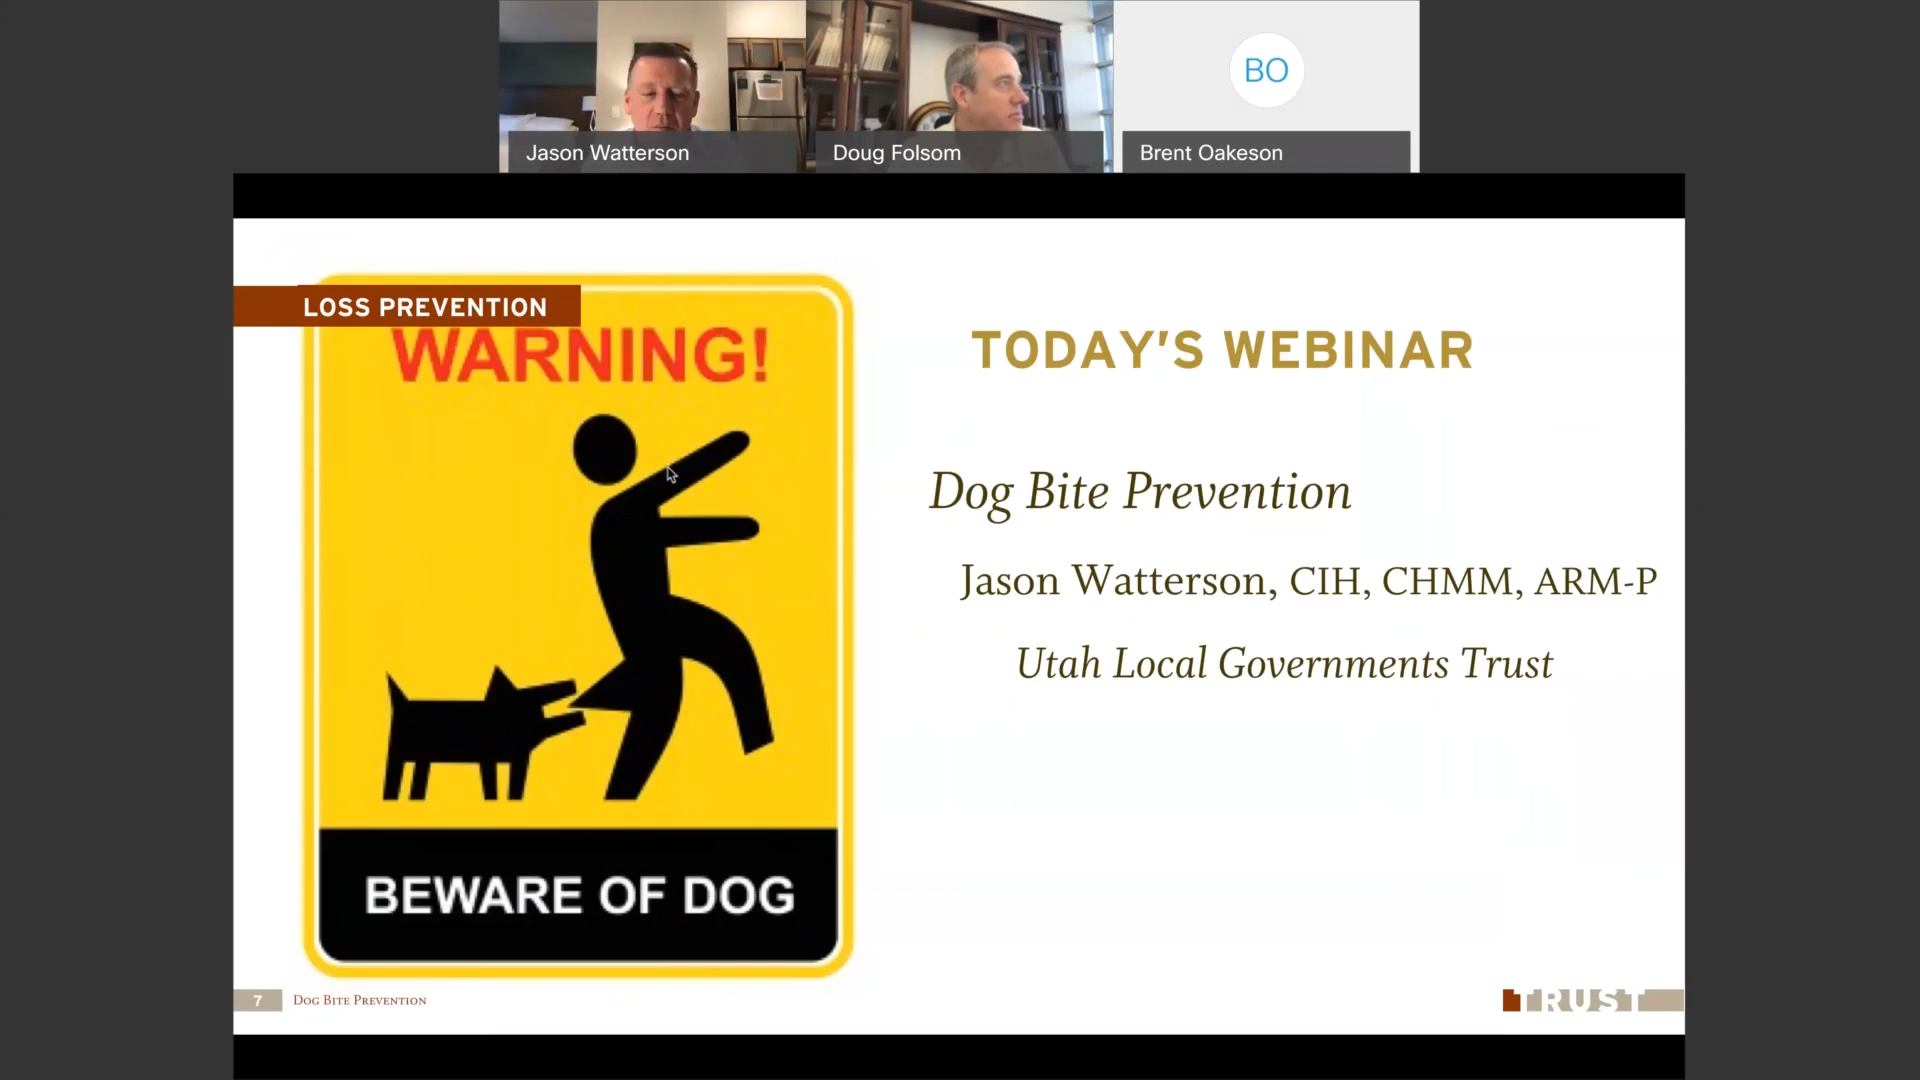 Jason Watterson
Doug Folsom
BO
Brent Oakeson
LOSS PREVENTION
WARNING!
BEWARE OF DOG
TODAY'S WEBINAR
Dog Bite Prevention
Jason Watterson, CIH, CHMM, ARM-P
Utah Local Governments Trust
7
Dog Bite Prevention
TRUST